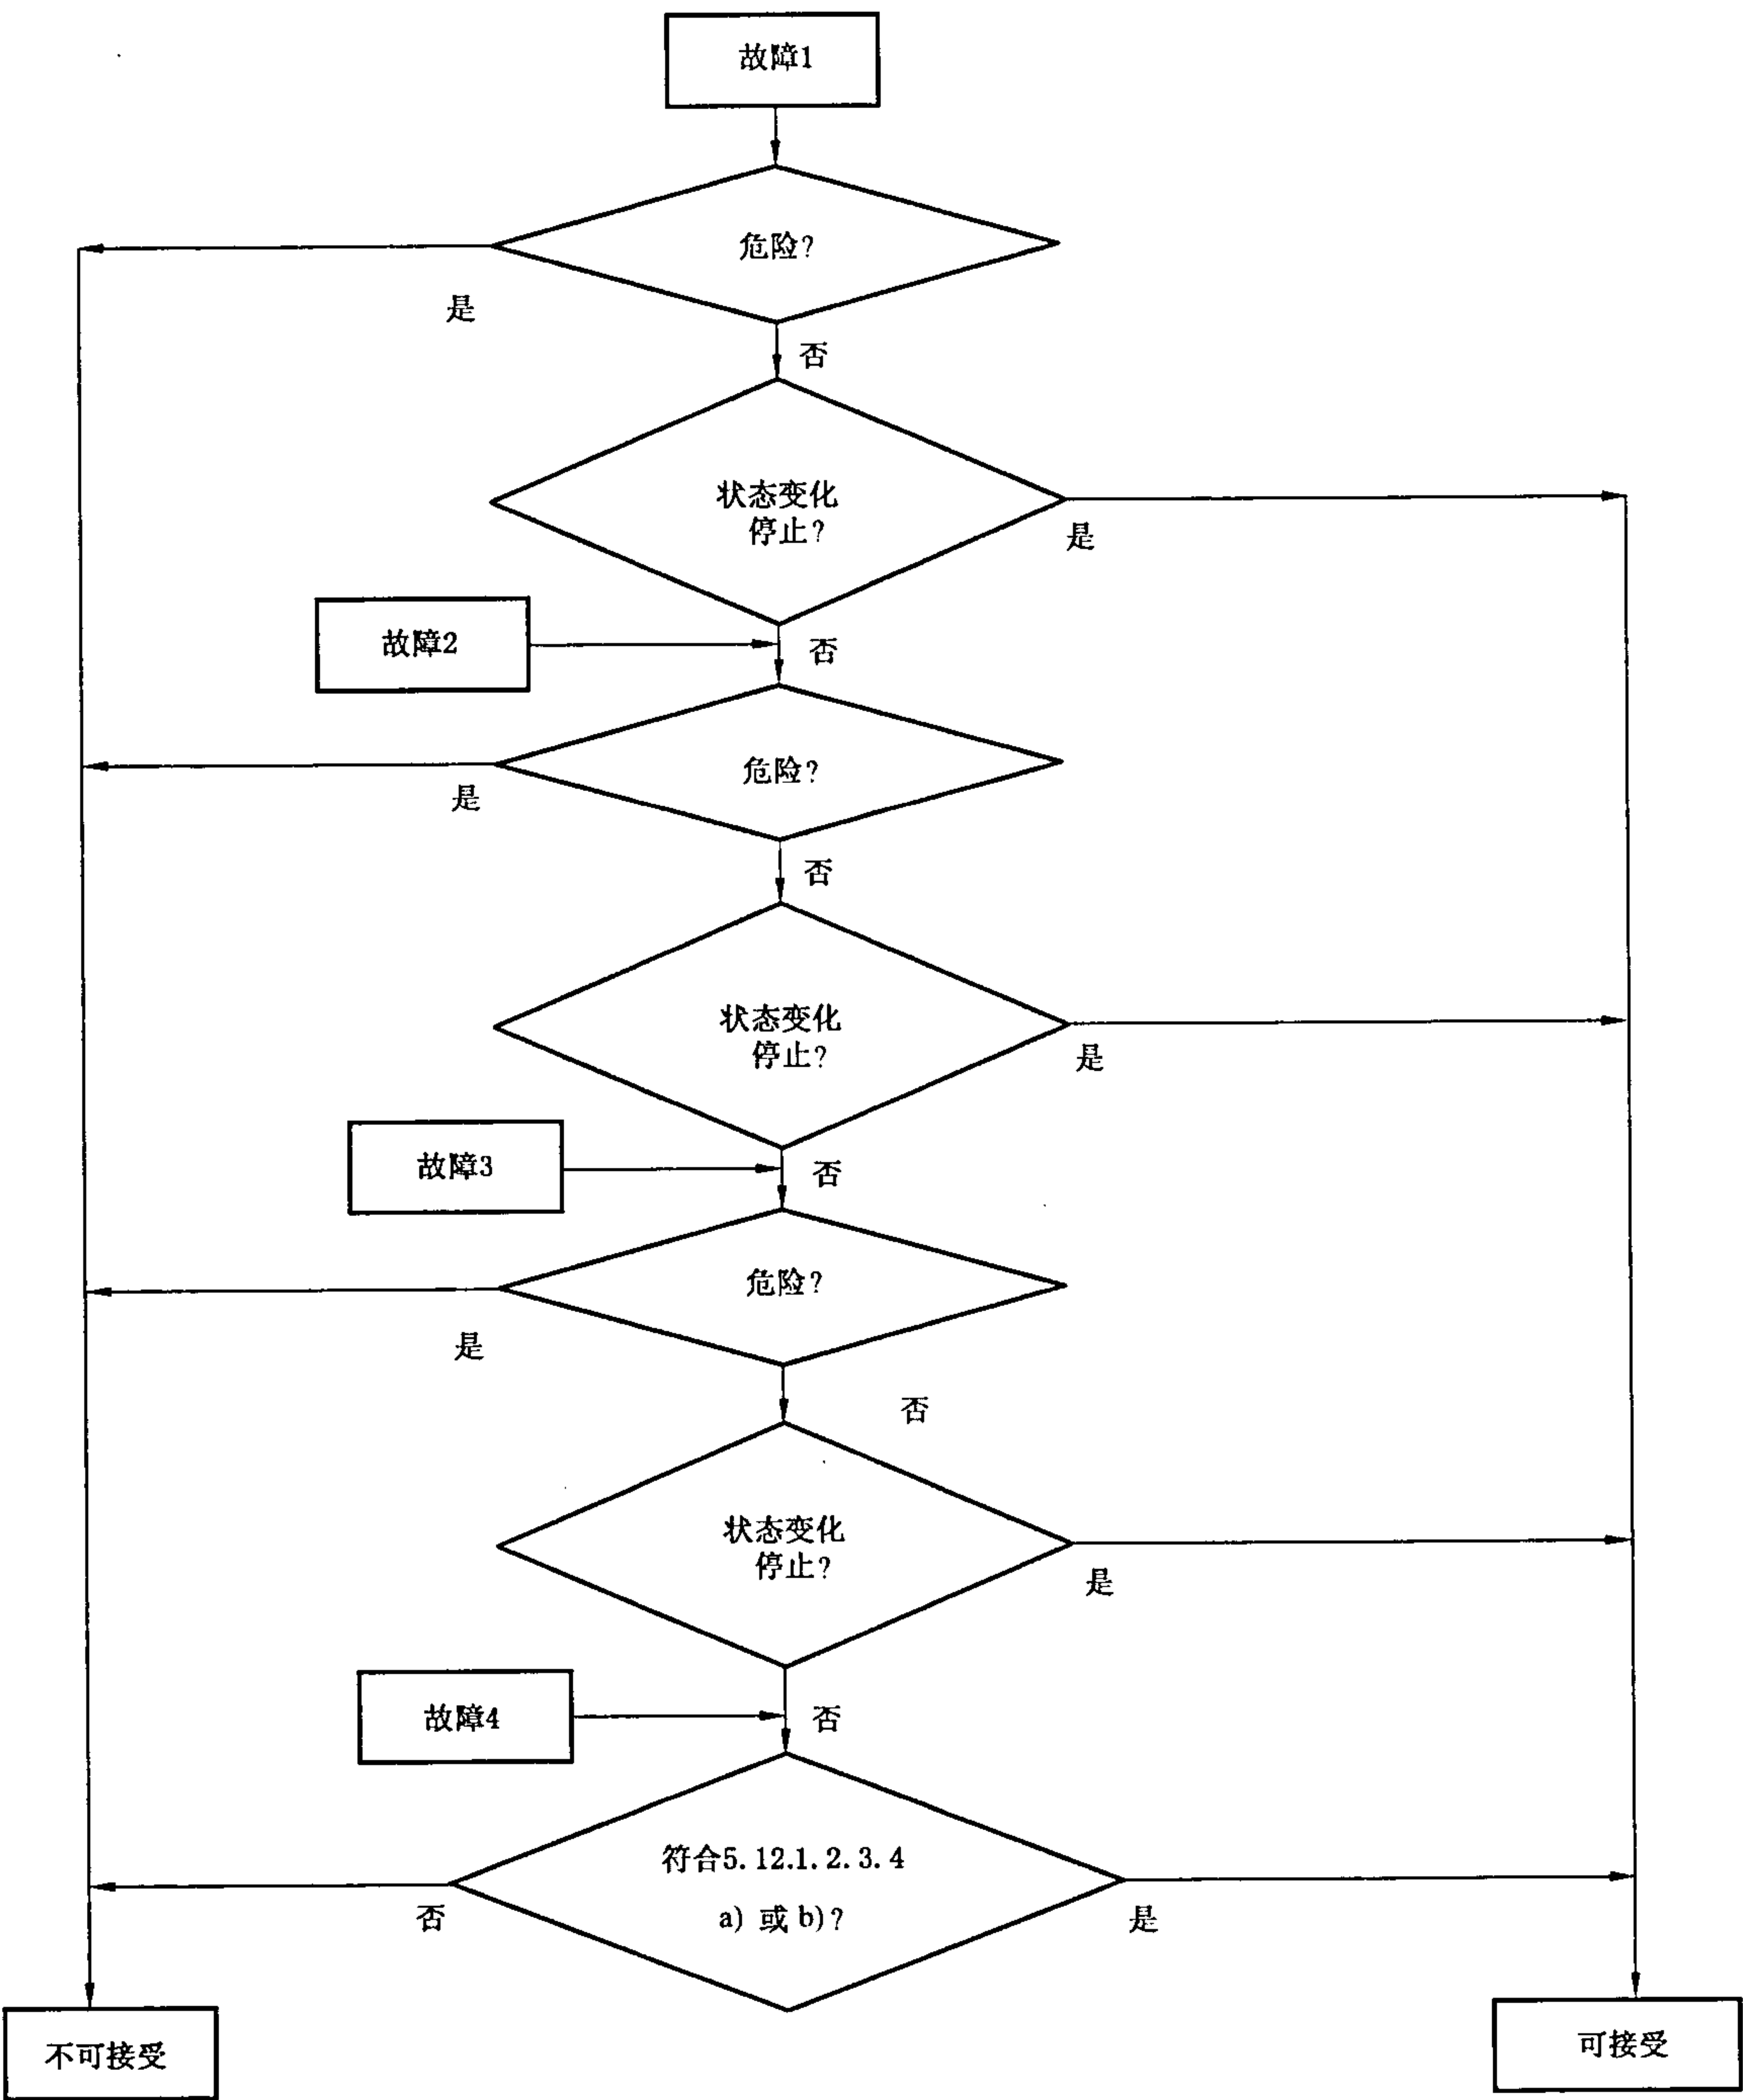 故障1
危险?
是
否
状态变化
停止?
是
故障2
否
危险?
是
否
状态变化
停止?
是
故障3
否
危险?
是
否
状态变化
停止?
是
故障4
否
符合5.12.1.2.3.4
a) 或 b)?
否
是
不可接受
可接受